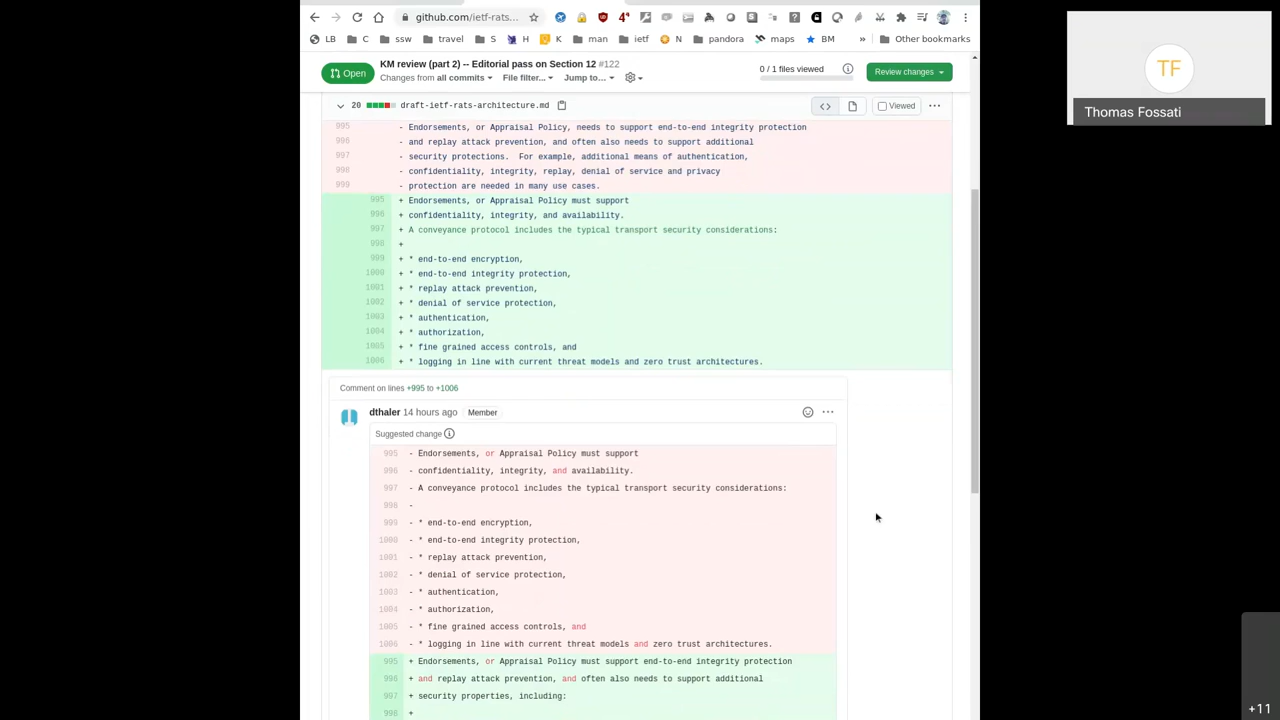 github.com/ietf-rats...
LB
C
ssw
travel
S
H
K
man
ietf
N
pandora
maps
BM
»
Other bookmarks
Open
KM review (part 2) -- Editorial pass on Section 12 #122
Changes from all commits
File filter...
Jump to...
0 / 1 files viewed
Review changes
20
draft-ietf-rats-architecture.md
Viewed
995 - Endorsements, or Appraisal Policy, needs to support end-to-end integrity protection
996 - and replay attack prevention, and often also needs to support additional
997 - security protections. For example, additional means of authentication,
998 - confidentiality, integrity, replay, denial of service and privacy
999 - protection are needed in many use cases.
995 + Endorsements, or Appraisal Policy must support
996 + confidentiality, integrity, and availability.
997 + A conveyance protocol includes the typical transport security considerations:
998 +
999 + * end-to-end encryption,
1000 + * end-to-end integrity protection,
1001 + * replay attack prevention,
1002 + * denial of service protection,
1003 + * authentication,
1004 + * authorization,
1005 + * fine grained access controls, and
1006 + * logging in line with current threat models and zero trust architectures.
Comment on lines +995 to +1006
dthaler 14 hours ago Member
Suggested change
995 - Endorsements, or Appraisal Policy must support
996 - confidentiality, integrity, and availability.
997 - A conveyance protocol includes the typical transport security considerations:
998 -
999 - * end-to-end encryption,
1000 - * end-to-end integrity protection,
1001 - * replay attack prevention,
1002 - * denial of service protection,
1003 - * authentication,
1004 - * authorization,
1005 - * fine grained access controls, and
1006 - * logging in line with current threat models and zero trust architectures.
995 + Endorsements, or Appraisal Policy must support end-to-end integrity protection
996 + and replay attack prevention, and often also needs to support additional
997 + security properties, including:
998 +
TF
Thomas Fossati
+11